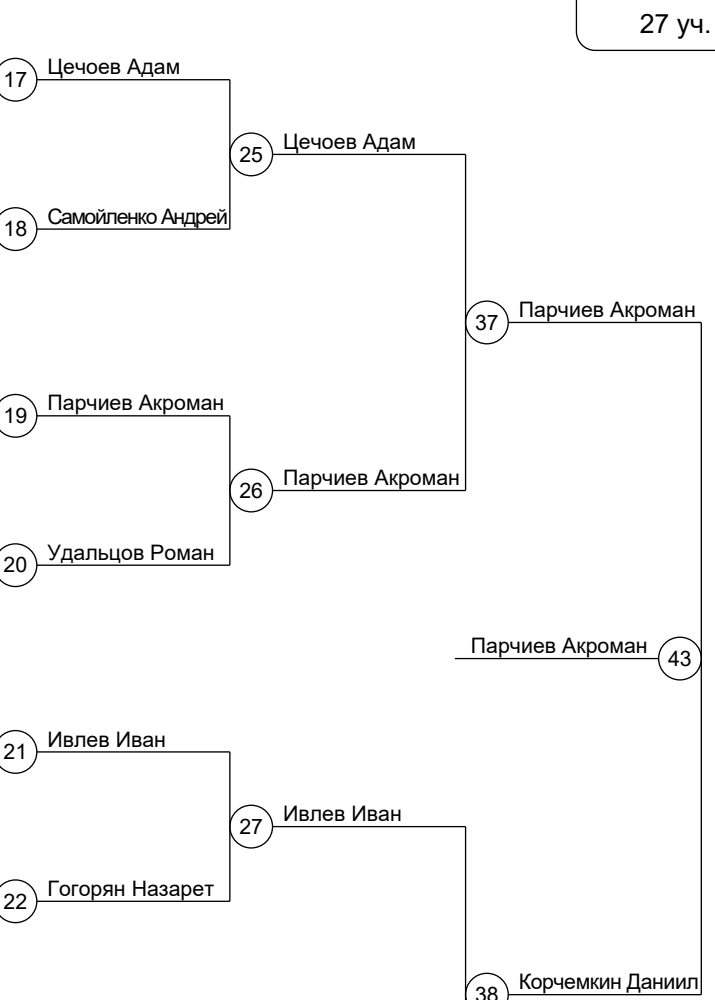 27 уч.
17 Цечоев Адам
25 Цечоев Адам
18 Самойленко Андрей
37 Парчиев Акроман
19 Парчиев Акроман
26 Парчиев Акроман
20 Удальцов Роман
Парчиев Акроман 43
21 Ивлев Иван
27 Ивлев Иван
22 Гогорян Назарет
38 Корчемкин Даниил